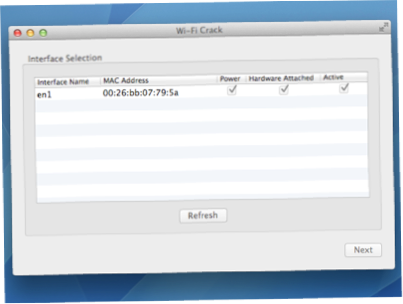 Wi-Fi Crack
Interface Selection
Interface Name MAC Address Power Hardware Attached Active
en1 00:26:bb:07:79:5a
Refresh
Next